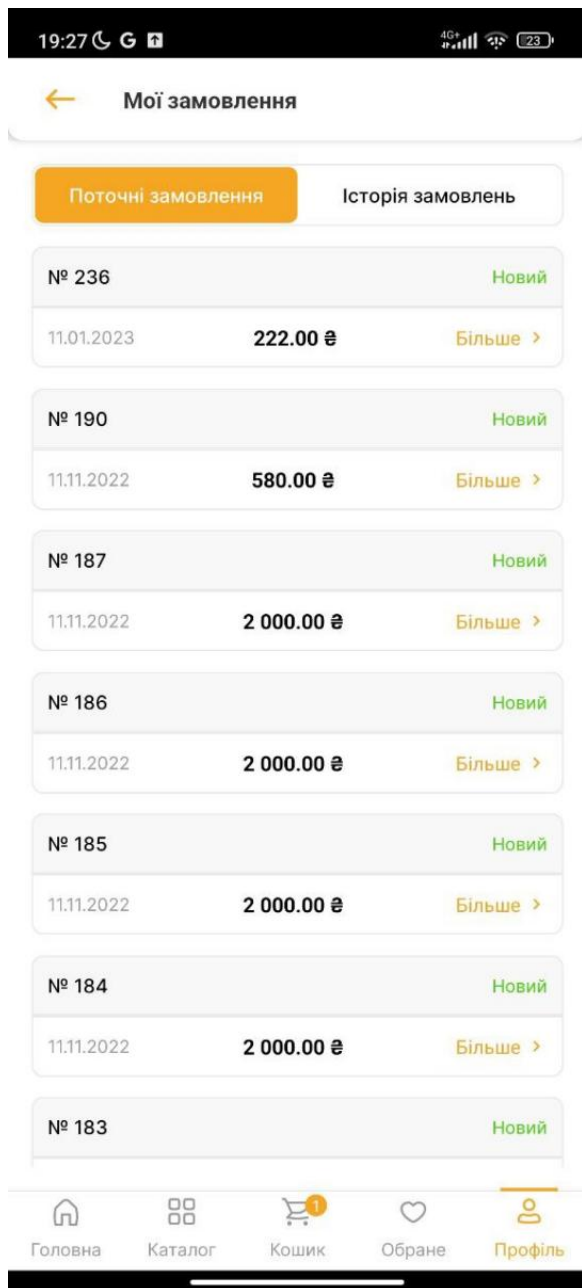 19:27 G 4G+ 23
Мої замовлення
Поточні замовлення Історія замовлень
№ 236 Новий
11.01.2023 222.00 ₴ Більше >
№ 190 Новий
11.11.2022 580.00 ₴ Більше >
№ 187 Новий
11.11.2022 2 000.00 ₴ Більше >
№ 186 Новий
11.11.2022 2 000.00 ₴ Більше >
№ 185 Новий
11.11.2022 2 000.00 ₴ Більше >
№ 184 Новий
11.11.2022 2 000.00 ₴ Більше >
№ 183 Новий
1
Головна Каталог Кошик Обране Профіль